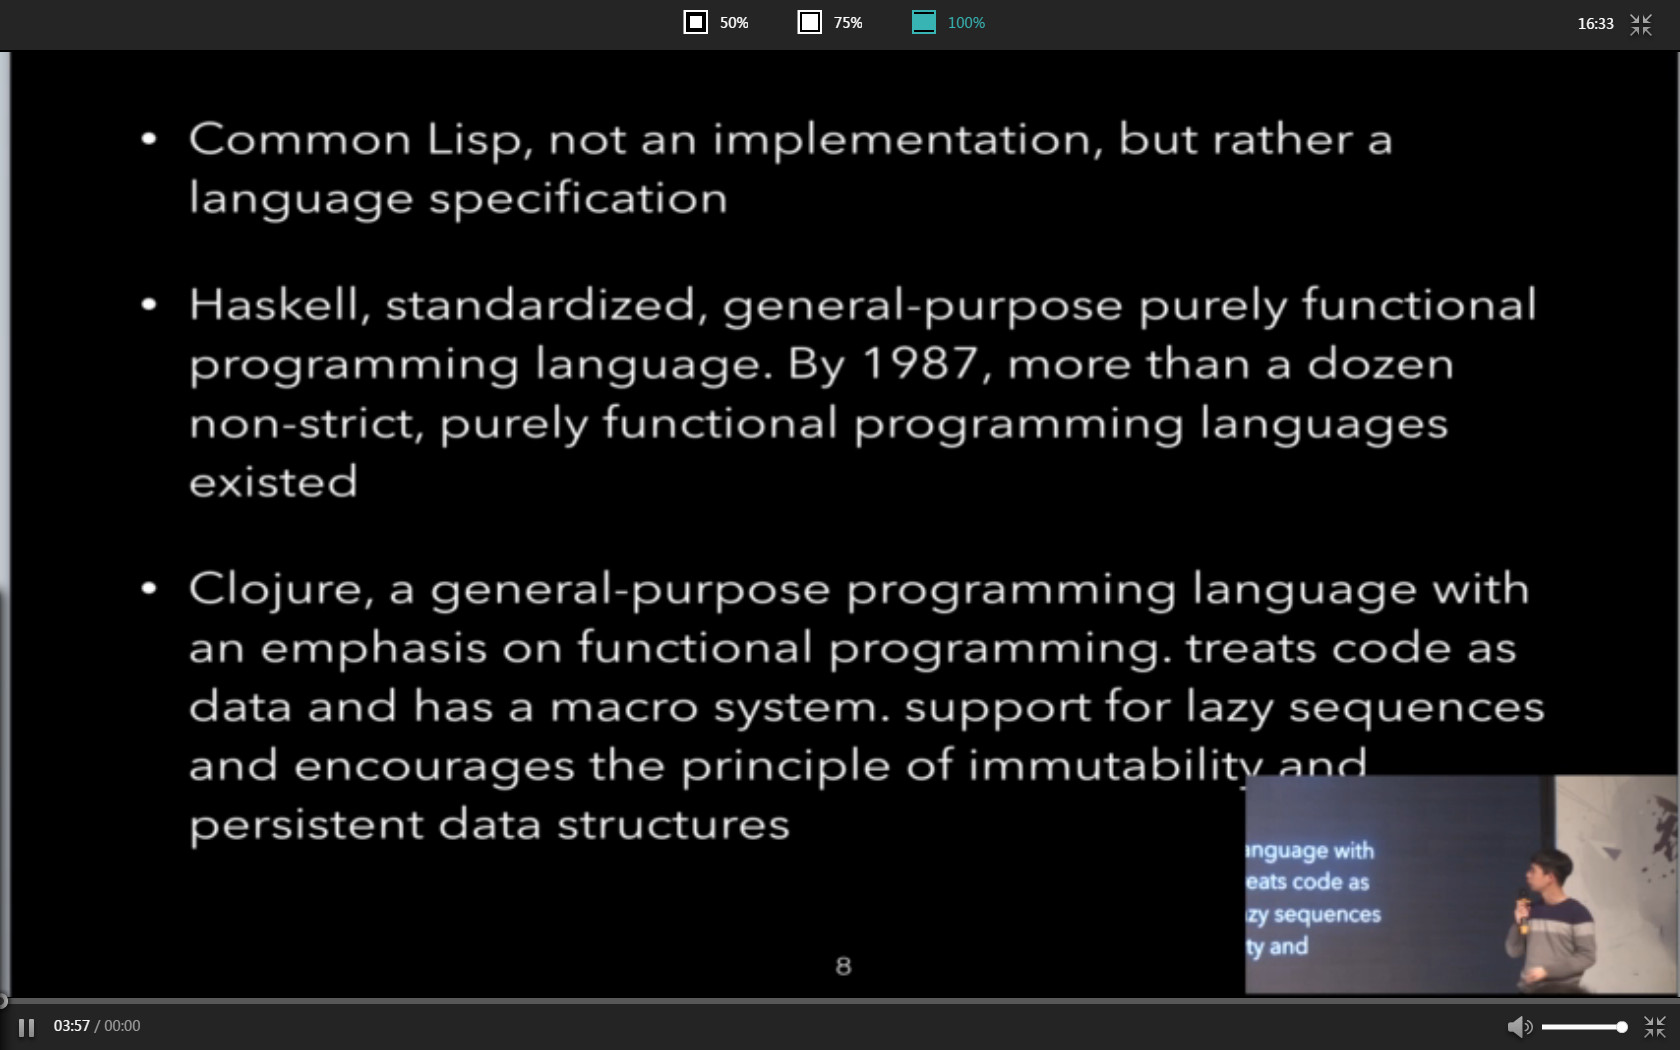 50% 75% 100% 16:33
• Common Lisp, not an implementation, but rather a
language specification
• Haskell, standardized, general-purpose purely functional
programming language. By 1987, more than a dozen
non-strict, purely functional programming languages
existed
• Clojure, a general-purpose programming language with
an emphasis on functional programming. treats code as
data and has a macro system. support for lazy sequences
and encourages the principle of immutability and
persistent data structures
anguage with
eats code as
zy sequences
ty and
8
03:57 / 00:00